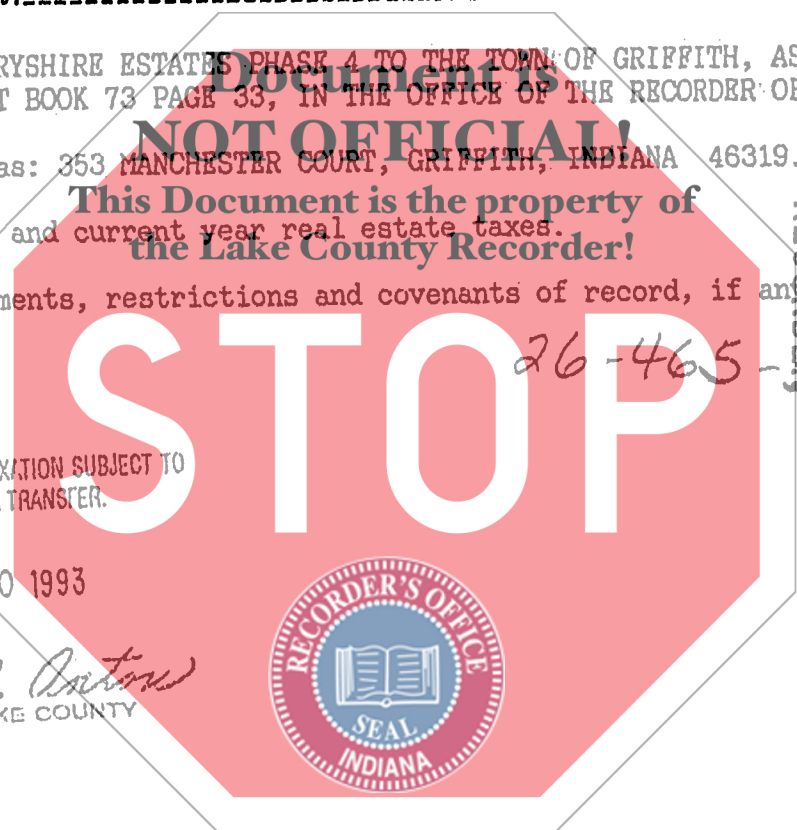 RYSHIRE ESTATES PHASE 4 TO THE TOWN OF GRIFFITH, AS
Document is
T BOOK 73 PAGE 33, IN THE OFFICE OF THE RECORDER OF
NOT OFFICIAL!
as: 353 MANCHESTER COURT, GRIFFITH, INDIANA 46319.
This Document is the property of
and current year real estate taxes.
the Lake County Recorder!
ments, restrictions and covenants of record, if any
STOP
26-465-
XATION SUBJECT TO
TRANSFER.
0 1993
RECORDER'S OFFICE
SEAL
INDIANA
Anton
KE COUNTY